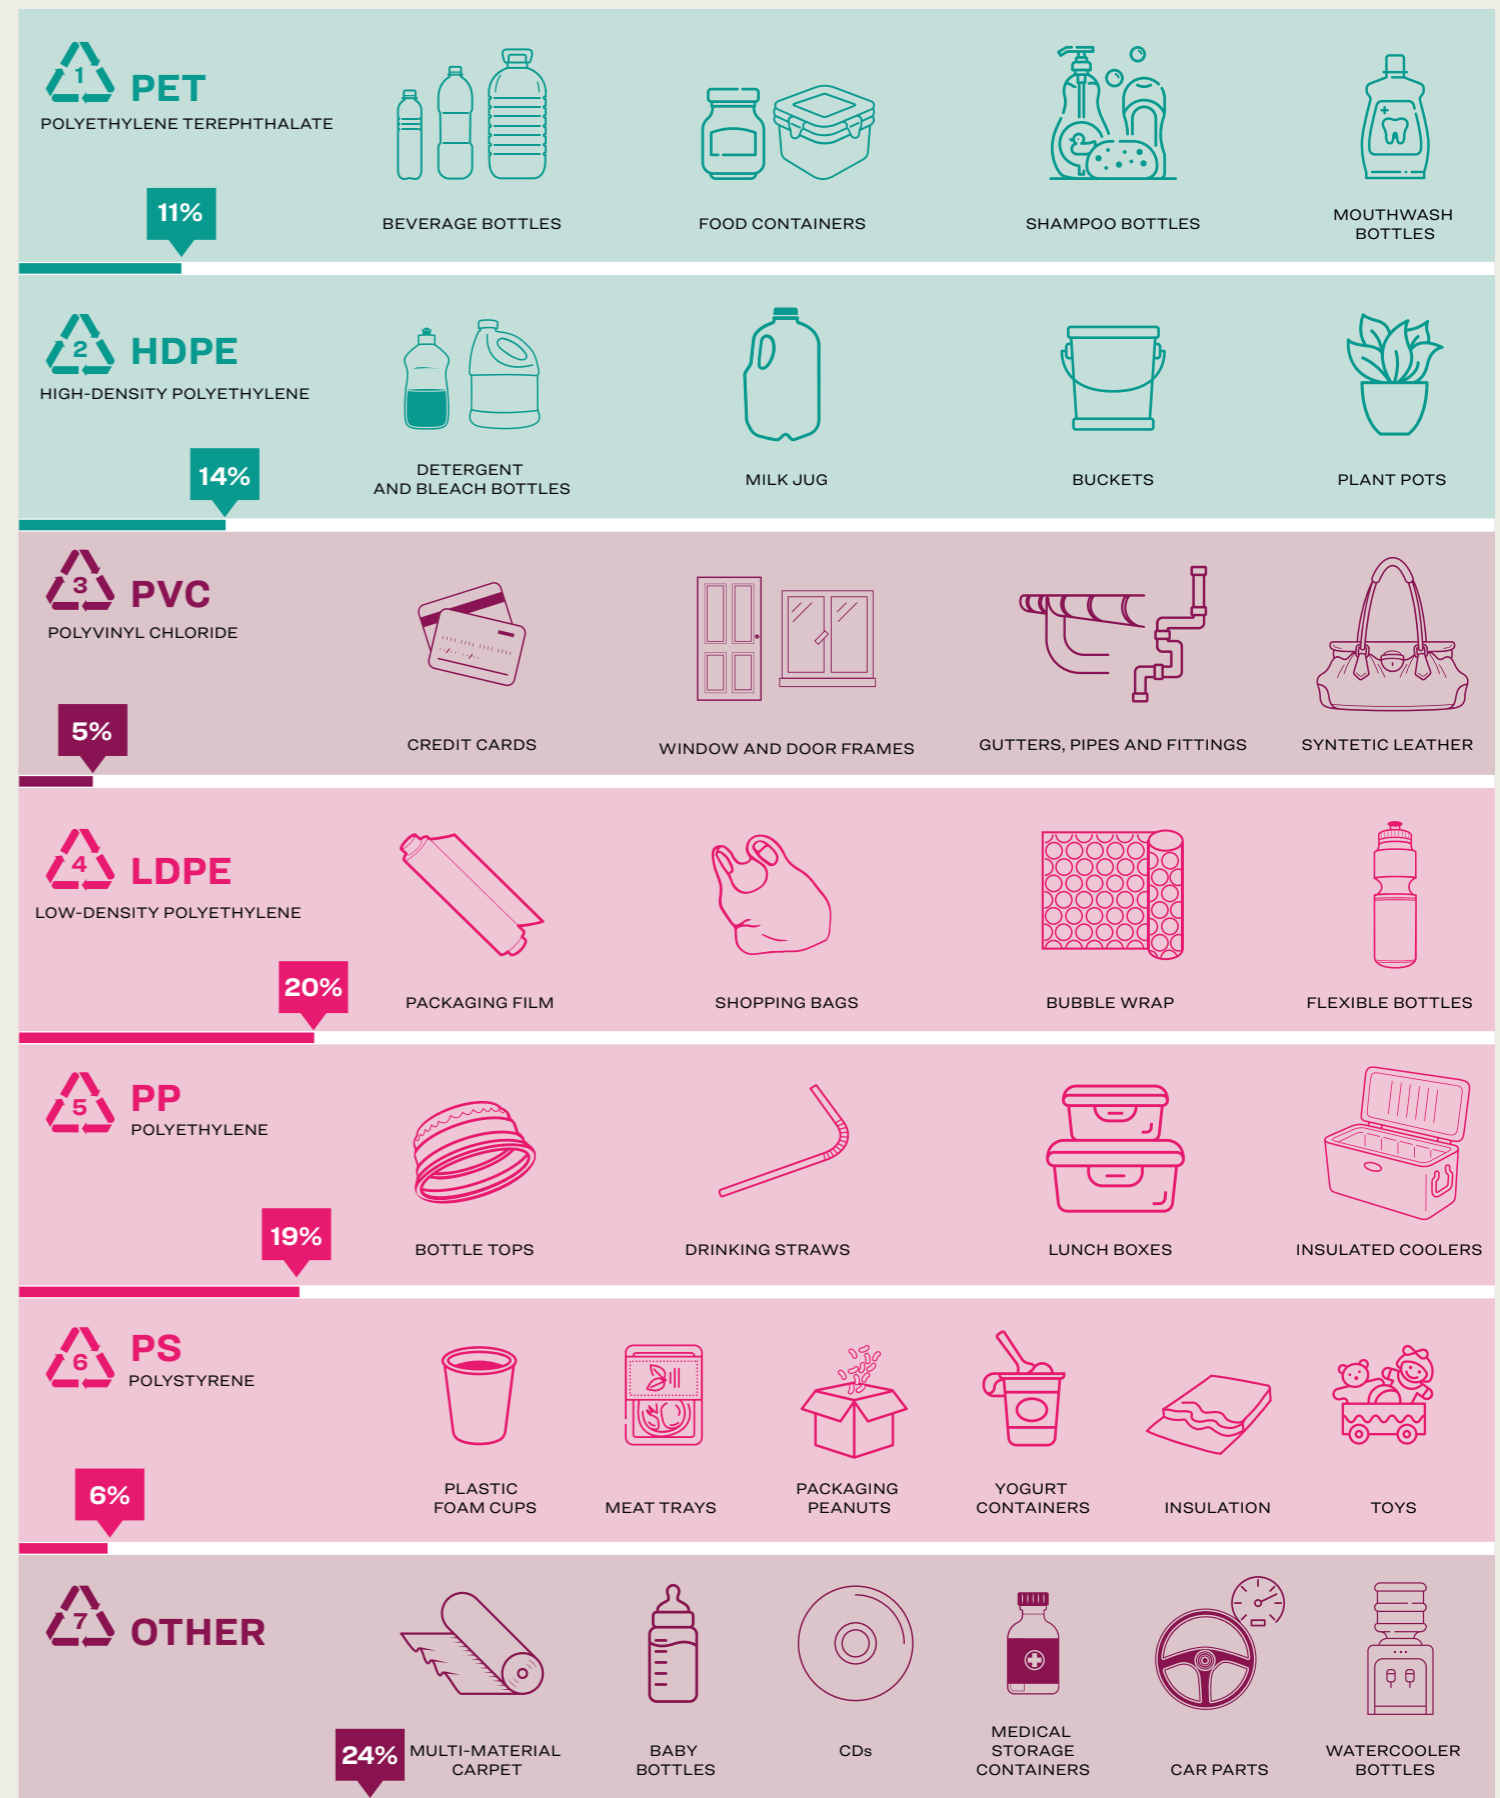 1
PET
POLYETHYLENE TEREPHTHALATE
11%
BEVERAGE BOTTLES
FOOD CONTAINERS
SHAMPOO BOTTLES
MOUTHWASH
BOTTLES
2
HDPE
HIGH-DENSITY POLYETHYLENE
14%
DETERGENT
AND BLEACH BOTTLES
MILK JUG
BUCKETS
PLANT POTS
3
PVC
POLYVINYL CHLORIDE
5%
CREDIT CARDS
WINDOW AND DOOR FRAMES
GUTTERS, PIPES AND FITTINGS
SYNTETIC LEATHER
4
LDPE
LOW-DENSITY POLYETHYLENE
20%
PACKAGING FILM
SHOPPING BAGS
BUBBLE WRAP
FLEXIBLE BOTTLES
5
PP
POLYETHYLENE
19%
BOTTLE TOPS
DRINKING STRAWS
LUNCH BOXES
INSULATED COOLERS
6
PS
POLYSTYRENE
6%
PLASTIC
FOAM CUPS
MEAT TRAYS
PACKAGING
PEANUTS
YOGURT
CONTAINERS
INSULATION
TOYS
7
OTHER
24%
MULTI-MATERIAL
CARPET
BABY
BOTTLES
CDs
MEDICAL
STORAGE
CONTAINERS
CAR PARTS
WATERCOOLER
BOTTLES